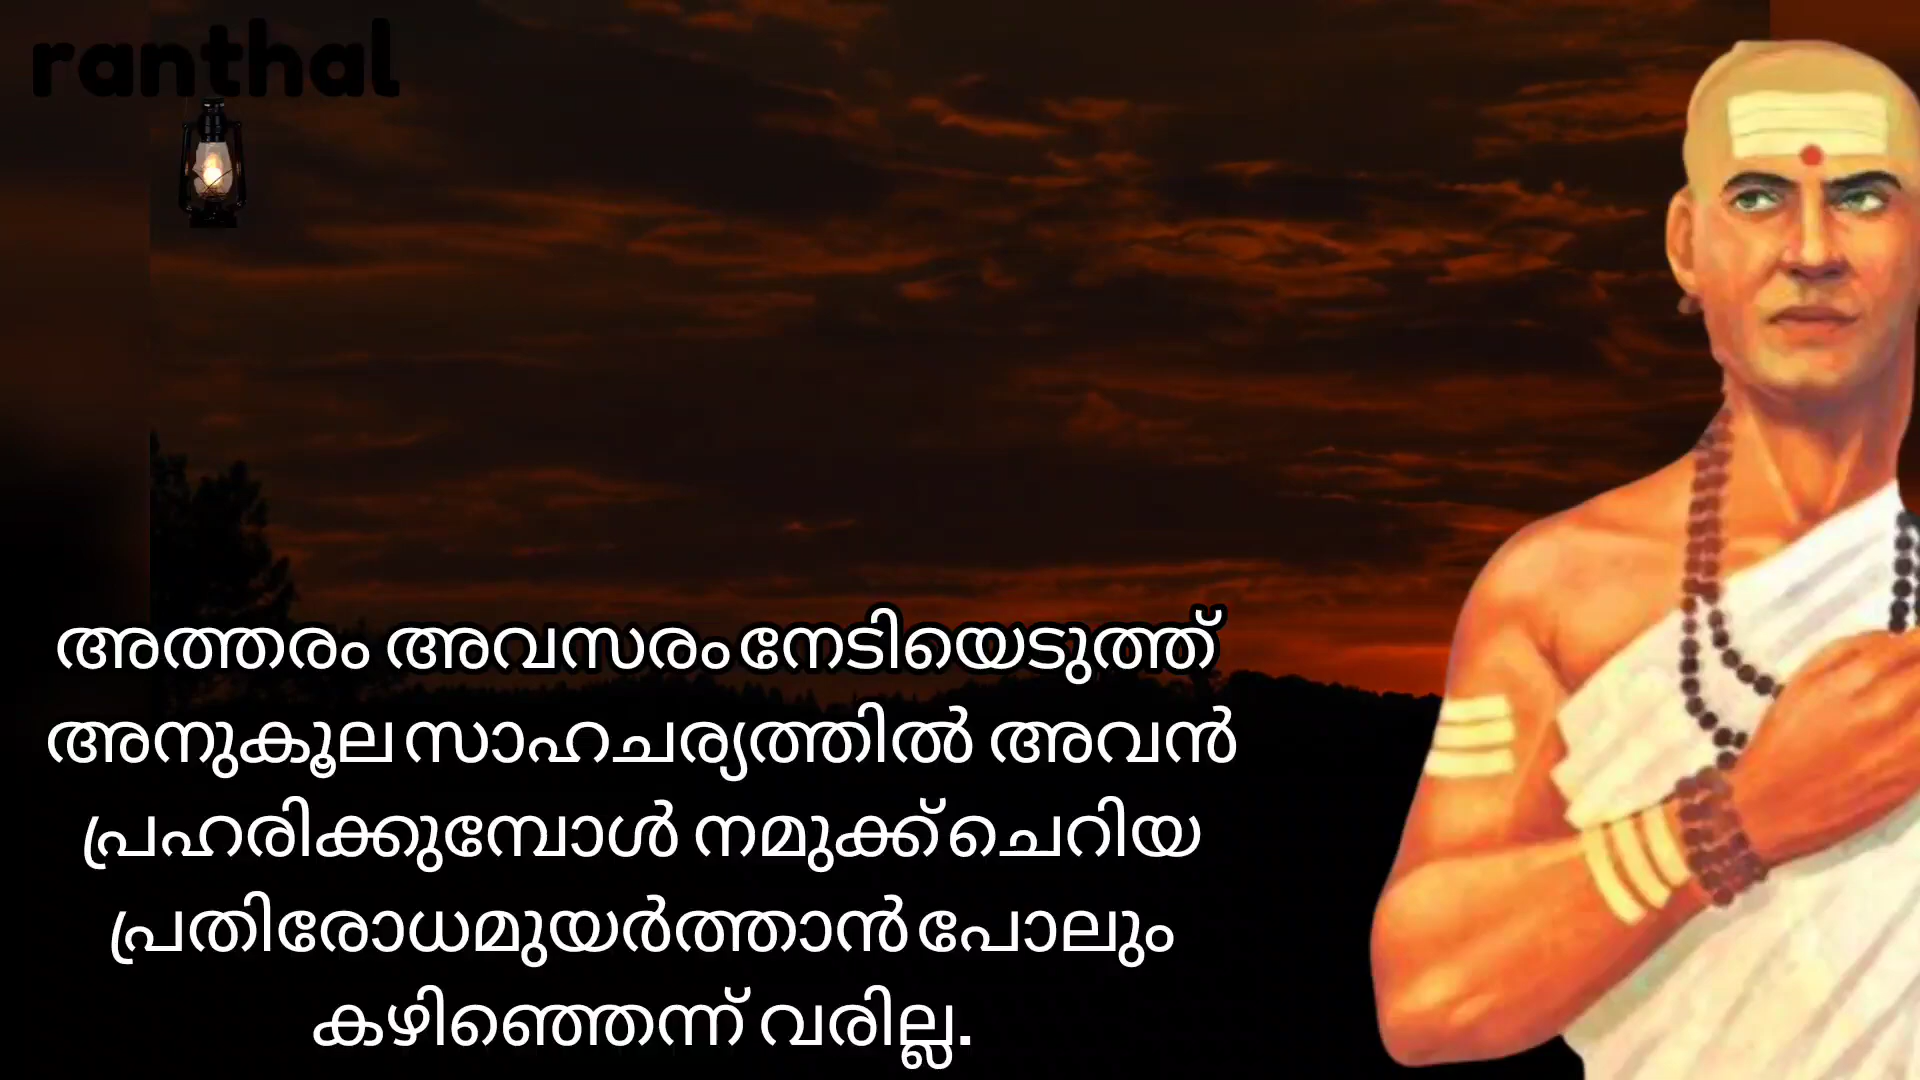 ranthal
അത്തരം അവസരം നേടിയെടുത്ത്
അനുകൂല സാഹചര്യത്തിൽ അവൻ
പ്രഹരിക്കുമ്പോൾ നമുക്ക് ചെറിയ
പ്രതിരോധമുയർത്താൻ പോലും
കഴിഞ്ഞെന്ന് വരില്ല.